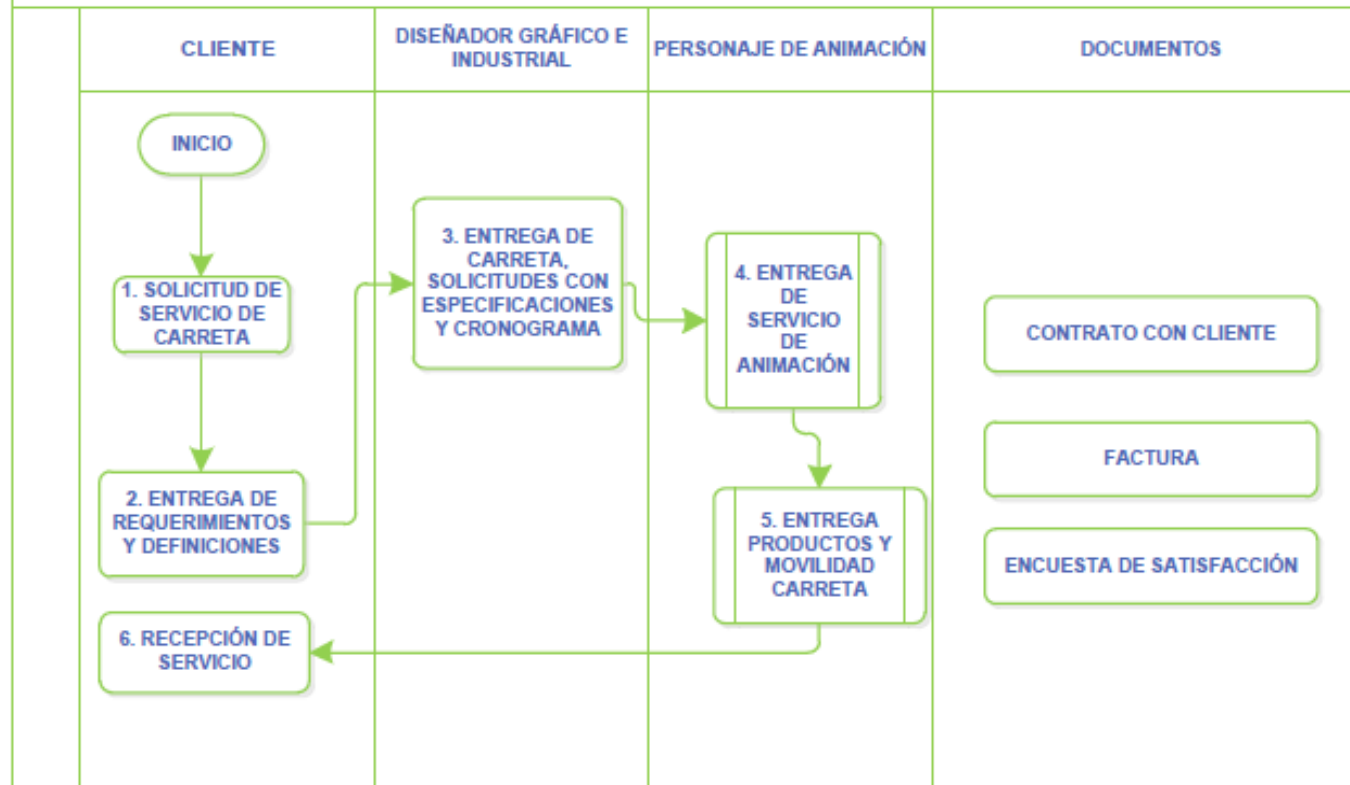 CLIENTE
DISEÑADOR GRÁFICO E
INDUSTRIAL
PERSONAJE DE ANIMACIÓN
DOCUMENTOS
INICIO
1. SOLICITUD DE
SERVICIO DE
CARRETA
2. ENTREGA DE
REQUERIMIENTOS
Y DEFINICIONES
3. ENTREGA DE
CARRETA,
SOLICITUDES CON
ESPECIFICACIONES
Y CRONOGRAMA
4. ENTREGA
DE
SERVICIO
DE
ANIMACIÓN
5. ENTREGA
PRODUCTOS Y
MOVILIDAD
CARRETA
6. RECEPCIÓN DE
SERVICIO
CONTRATO CON CLIENTE
FACTURA
ENCUESTA DE SATISFACCIÓN